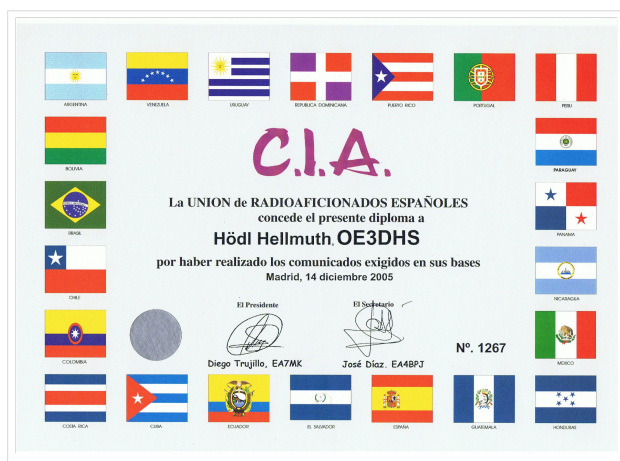 ARGENTINA
VENEZUELA
URUGUAY
REPUBLICA DOMINICANA
PUERTO RICO
PORTUGAL
PERU
BOLIVIA
PARAGUAY
C.I.A.
La UNION de RADIOAFICIONADOS ESPAÑOLES
concede el presente diploma a
Hödl Hellmuth, OE3DHS
por haber realizado los comunicados exigidos en sus bases
Madrid, 14 diciembre 2005
BRASIL
PANAMA
CHILE
NICARAGUA
El Presidente
El Secretario
Diego Trujillo, EA7MK
José Díaz. EA4BPJ
Nº. 1267
COLOMBIA
MEXICO
COSTA RICA
CUBA
ECUADOR
EL SALVADOR
ESPAÑA
GUATEMALA
HONDURAS